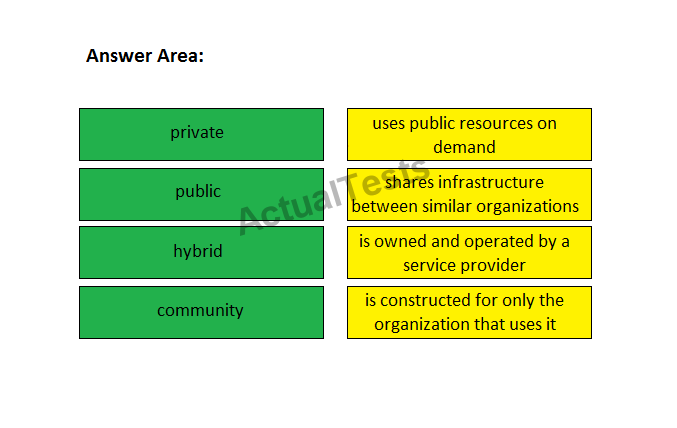 Answer Area:
private
uses public resources on
demand
public
shares infrastructure
between similar organizations
ActualTests
hybrid
is owned and operated by a
service provider
community
is constructed for only the
organization that uses it